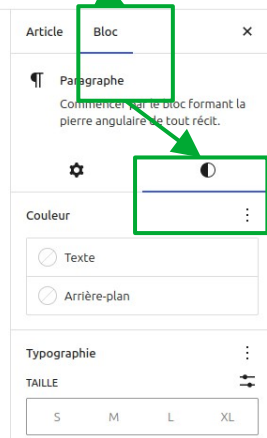 Article Bloc
Paragraphe
Commencer par le bloc formant la
pierre angulaire de tout récit.
Couleur
Texte
Arrière-plan
Typographie
TAILLE
S M L XL